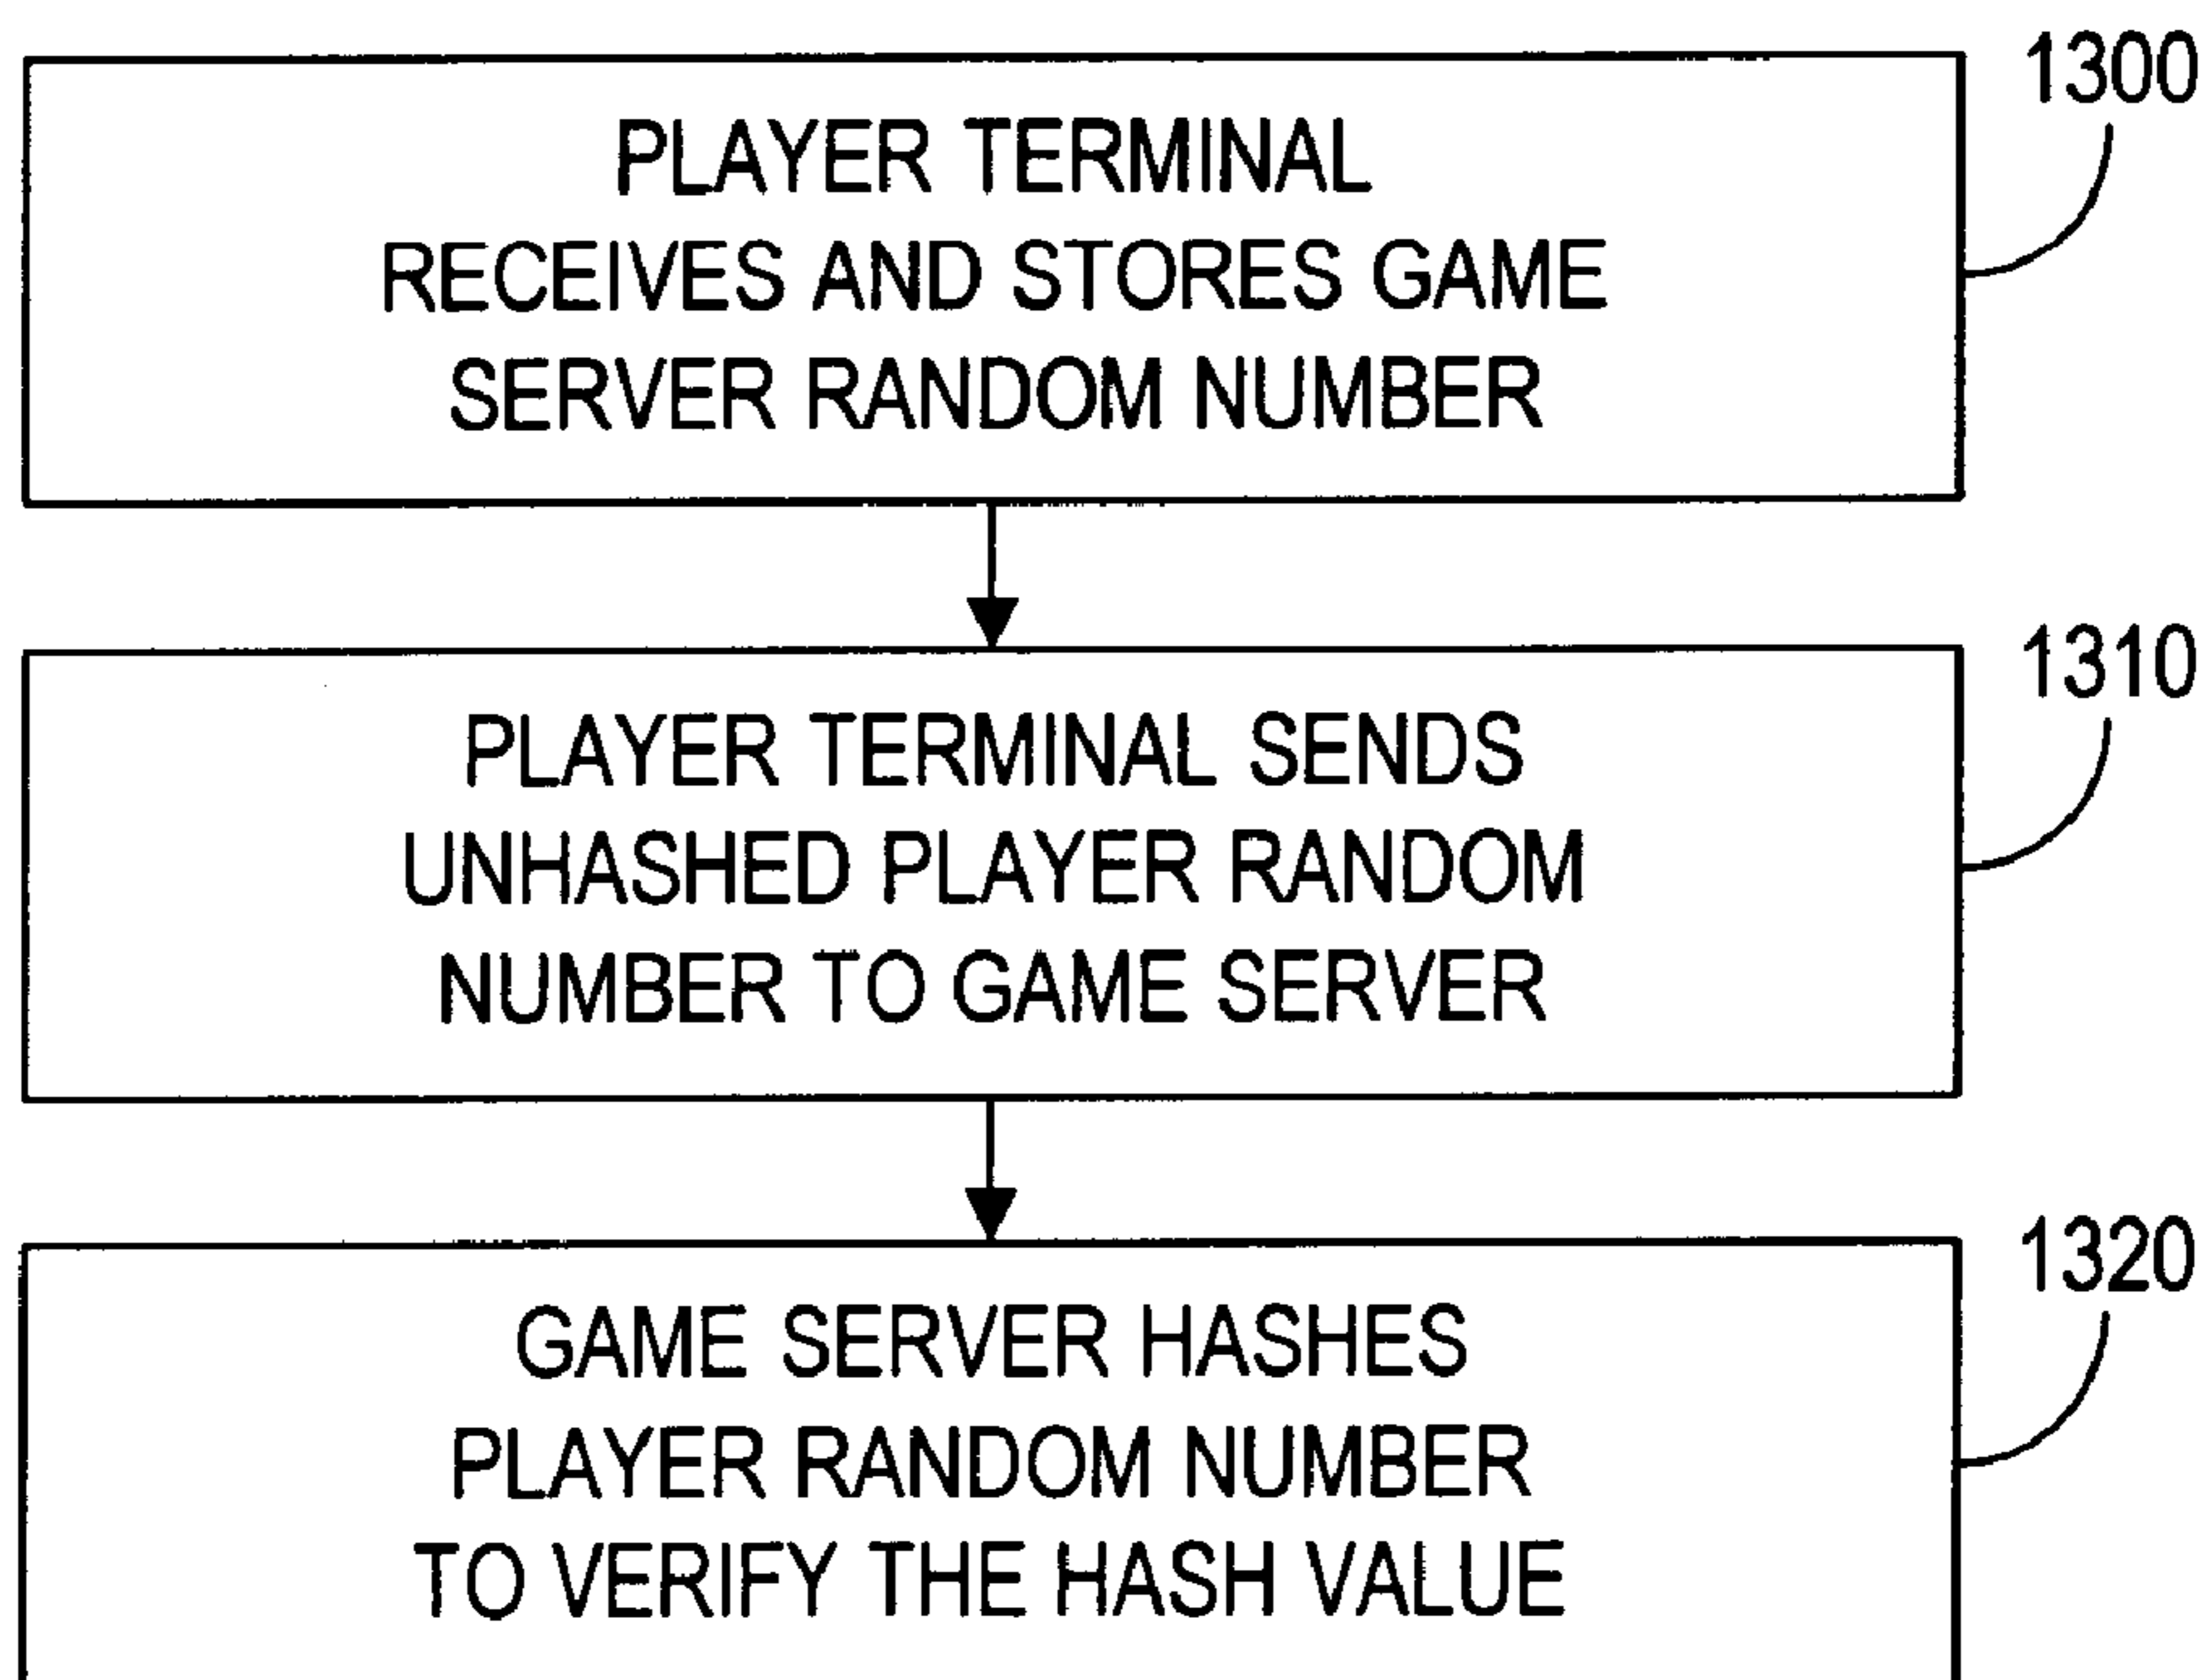 1300
PLAYER TERMINAL
RECEIVES AND STORES GAME
SERVER RANDOM NUMBER
1310
PLAYER TERMINAL SENDS
UNHASHED PLAYER RANDOM
NUMBER TO GAME SERVER
1320
GAME SERVER HASHES
PLAYER RANDOM NUMBER
TO VERIFY THE HASH VALUE